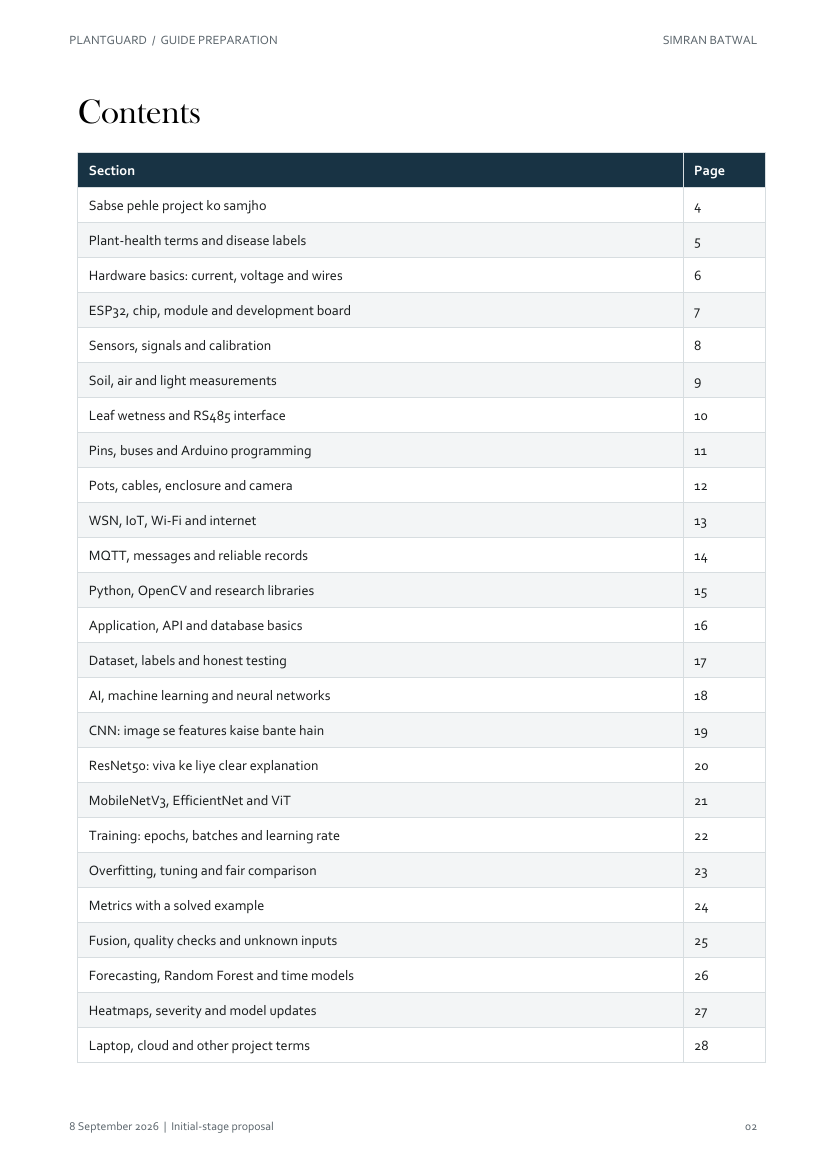 PLANTGUARD / GUIDE PREPARATION SIMRAN BATWAL
Contents
Section Page
Sabse pehle project ko samjho 4
Plant-health terms and disease labels 5
Hardware basics: current, voltage and wires 6
ESP32, chip, module and development board 7
Sensors, signals and calibration 8
Soil, air and light measurements 9
Leaf wetness and RS485 interface 10
Pins, buses and Arduino programming 11
Pots, cables, enclosure and camera 12
WSN, IoT, Wi-Fi and internet 13
MQTT, messages and reliable records 14
Python, OpenCV and research libraries 15
Application, API and database basics 16
Dataset, labels and honest testing 17
AI, machine learning and neural networks 18
CNN: image se features kaise bante hain 19
ResNet50: viva ke liye clear explanation 20
MobileNetV3, EfficientNet and ViT 21
Training: epochs, batches and learning rate 22
Overfitting, tuning and fair comparison 23
Metrics with a solved example 24
Fusion, quality checks and unknown inputs 25
Forecasting, Random Forest and time models 26
Heatmaps, severity and model updates 27
Laptop, cloud and other project terms 28
8 September 2026 | Initial-stage proposal 02